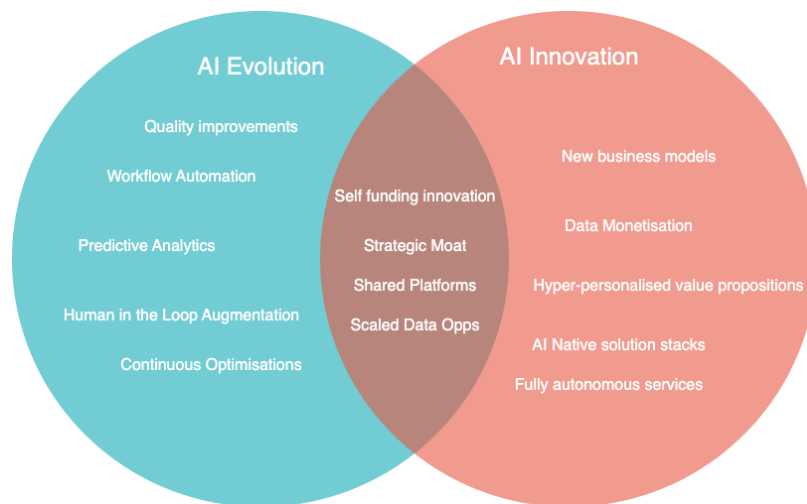 AI Evolution
Quality improvements
Workflow Automation
Predictive Analytics
Human in the Loop Augmentation
Continuous Optimisations
Self funding innovation
Strategic Moat
Shared Platforms
Scaled Data Opps
AI Innovation
New business models
Data Monetisation
Hyper-personalised value propositions
AI Native solution stacks
Fully autonomous services